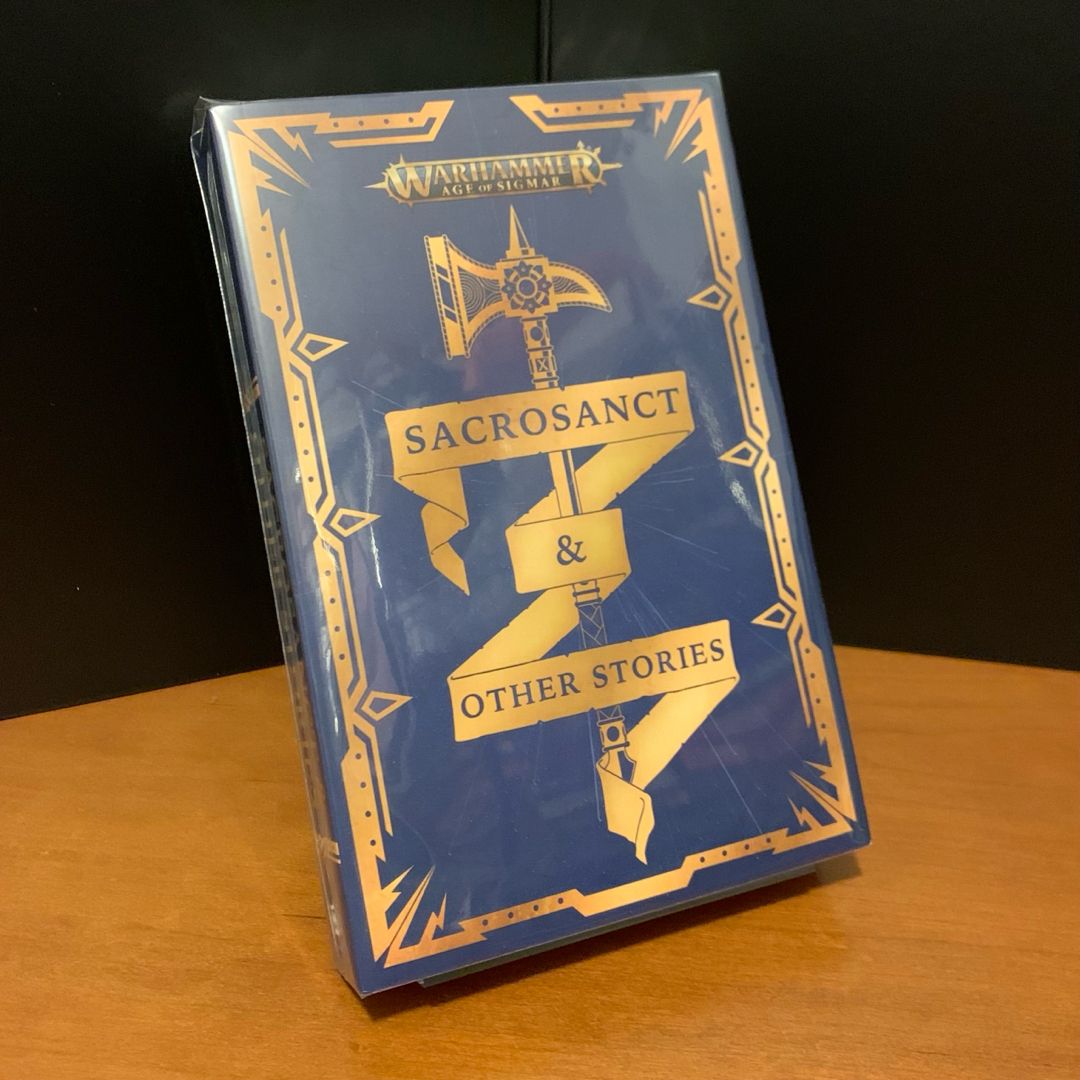 WARHAMMER
AGE OF SIGMAR
SACROSANCT
&
OTHER STORIES